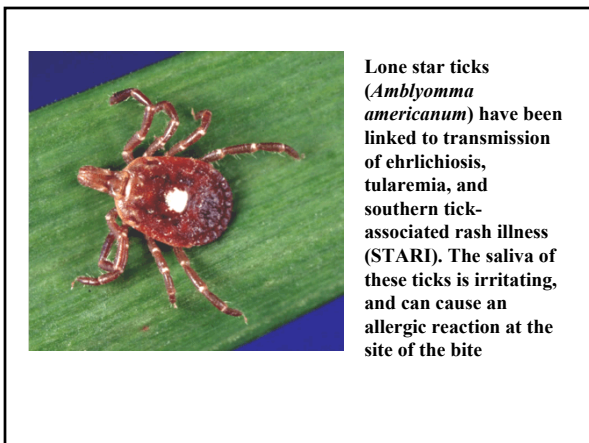 Lone star ticks
(Amblyomma
americanum) have been
linked to transmission
of ehrlichiosis,
tularemia, and
southern tick-
associated rash illness
(STARI). The saliva of
these ticks is irritating,
and can cause an
allergic reaction at the
site of the bite